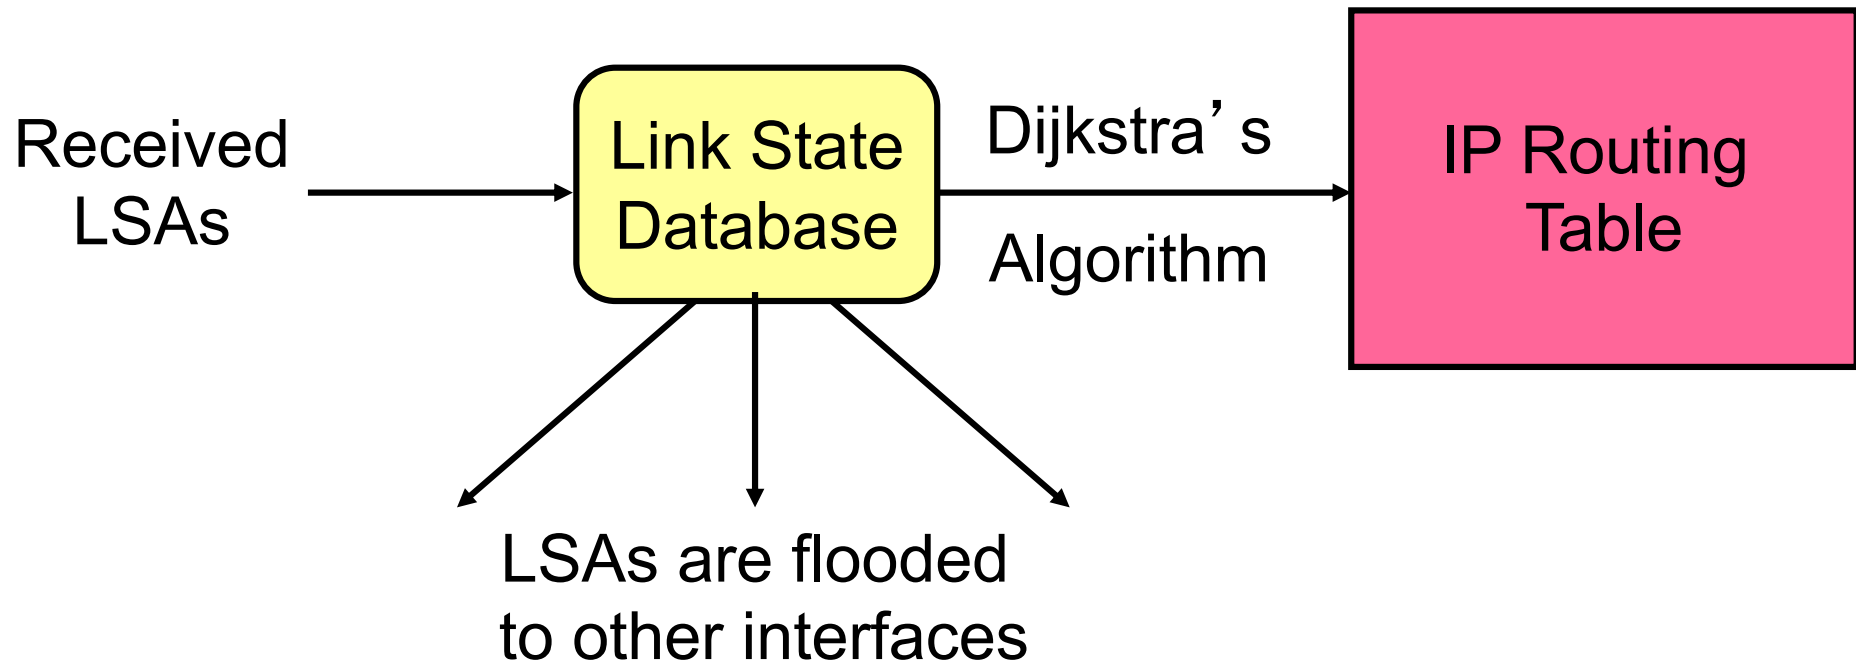 Received
LSAs
Link State
Database
Dijkstra’s
Algorithm
IP Routing
Table
LSAs are flooded
to other interfaces